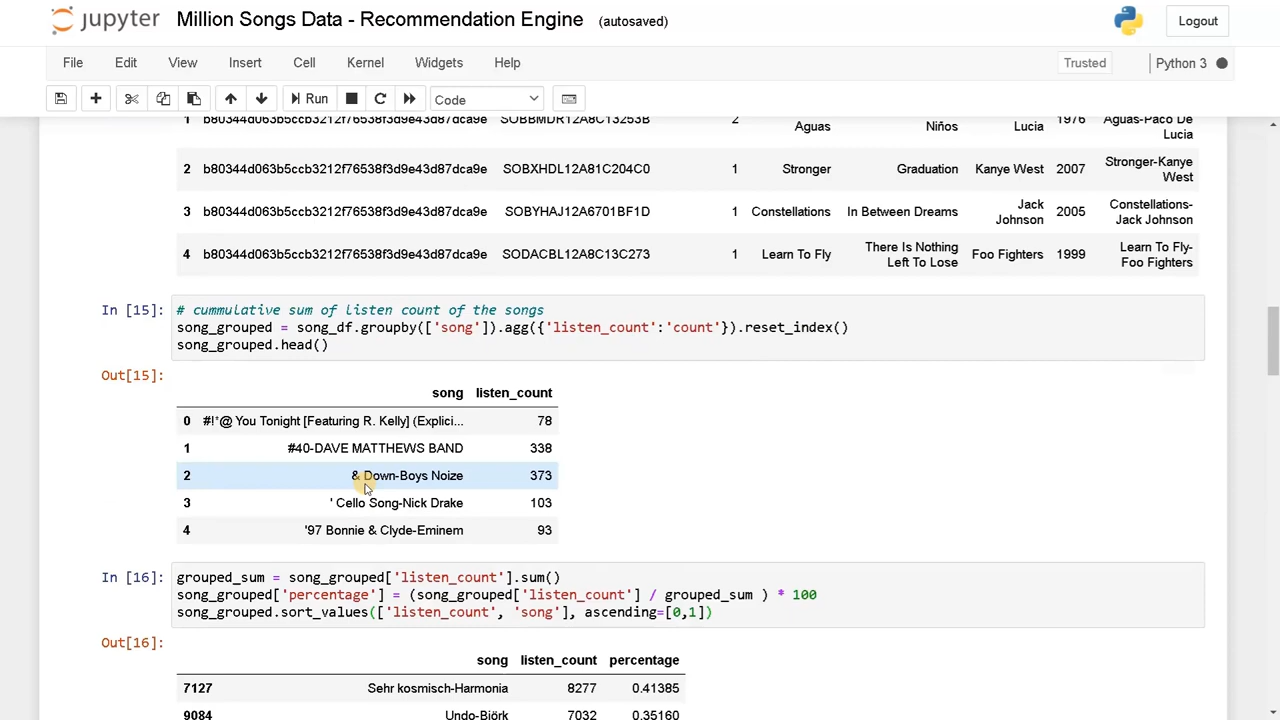 jupyter Million Songs Data - Recommendation Engine (autosaved) Logout
File Edit View Insert Cell Kernel Widgets Help Trusted Python 3
Run Code
1 b80344d063b5ccb3212f76538f3d9e43d87dca9e SOBBMDR12A8C13253B 2 Aguas Niños Lucia 1976 Aguas-Paco De Lucia
2 b80344d063b5ccb3212f76538f3d9e43d87dca9e SOBXHDL12A81C204C0 1 Stronger Graduation Kanye West 2007 Stronger-Kanye West
3 b80344d063b5ccb3212f76538f3d9e43d87dca9e SOBYHAJ12A6701BF1D 1 Constellations In Between Dreams Jack Johnson 2005 Constellations-Jack Johnson
4 b80344d063b5ccb3212f76538f3d9e43d87dca9e SODACBL12A8C13C273 1 Learn To Fly There Is Nothing Left To Lose Foo Fighters 1999 Learn To Fly-Foo Fighters
In [15]: # cummulative sum of listen count of the songs
song_grouped = song_df.groupby(['song']).agg({'listen_count':'count'}).reset_index()
song_grouped.head()
Out[15]:
song listen_count
0 #!*@ You Tonight [Featuring R. Kelly] (Explici... 78
1 #40-DAVE MATTHEWS BAND 338
2 & Down-Boys Noize 373
3 ' Cello Song-Nick Drake 103
4 '97 Bonnie & Clyde-Eminem 93
In [16]: grouped_sum = song_grouped['listen_count'].sum()
song_grouped['percentage'] = (song_grouped['listen_count'] / grouped_sum ) * 100
song_grouped.sort_values(['listen_count', 'song'], ascending=[0,1])
Out[16]:
song listen_count percentage
7127 Sehr kosmisch-Harmonia 8277 0.41385
9084 Undo-Björk 7032 0.35160